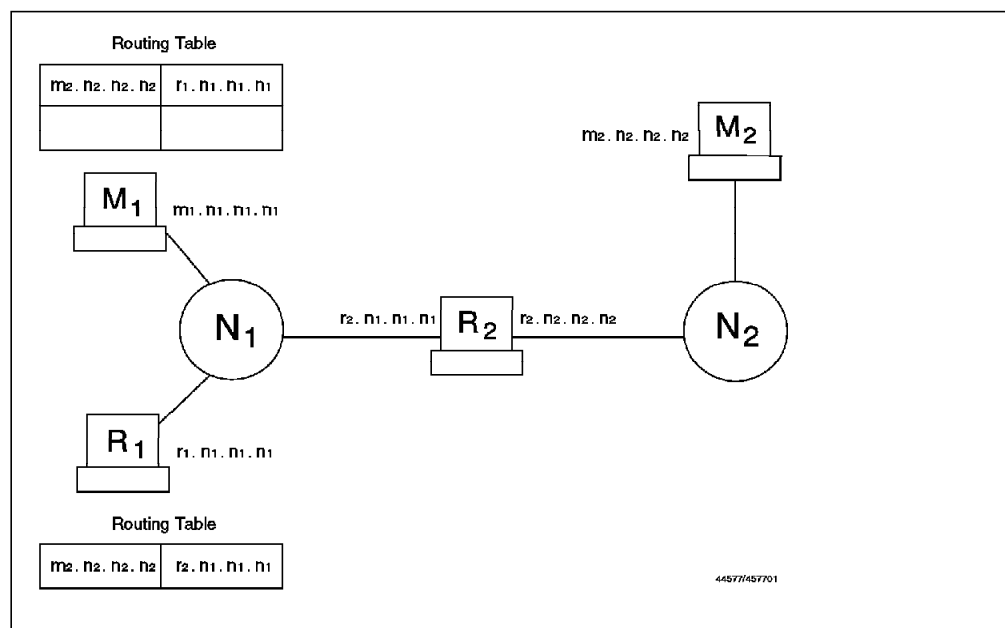 Routing Table
m₂.n₂.n₂.n₂ r₁.n₁.n₁.n₁
M₂
m₂.n₂.n₂.n₂
M₁
m₁.n₁.n₁.n₁
N₁
r₂.n₁.n₁.n₁
R₂
r₂.n₂.n₂.n₂
N₂
R₁
r₁.n₁.n₁.n₁
Routing Table
m₂.n₂.n₂.n₂ r₂.n₁.n₁.n₁
44577/457701